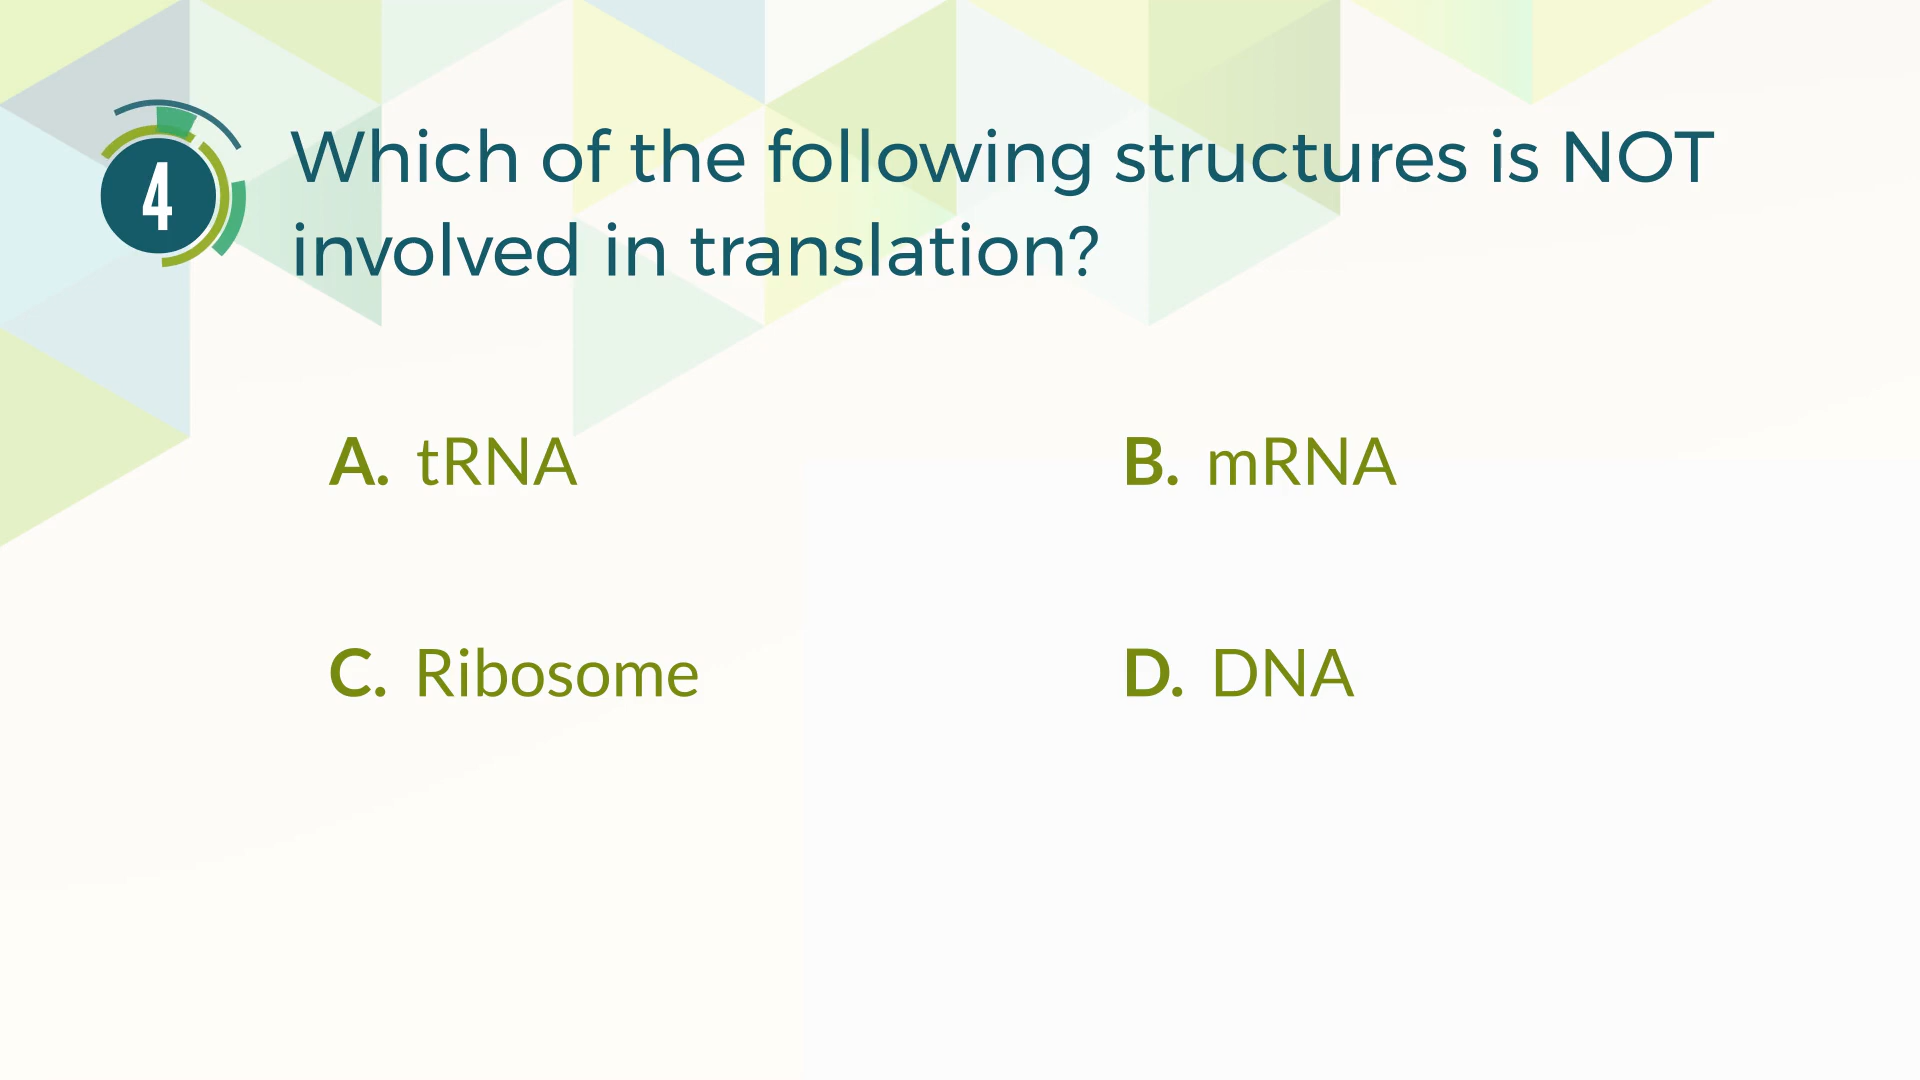 4
Which of the following structures is NOT
involved in translation?
A. tRNA
B. mRNA
C. Ribosome
D. DNA